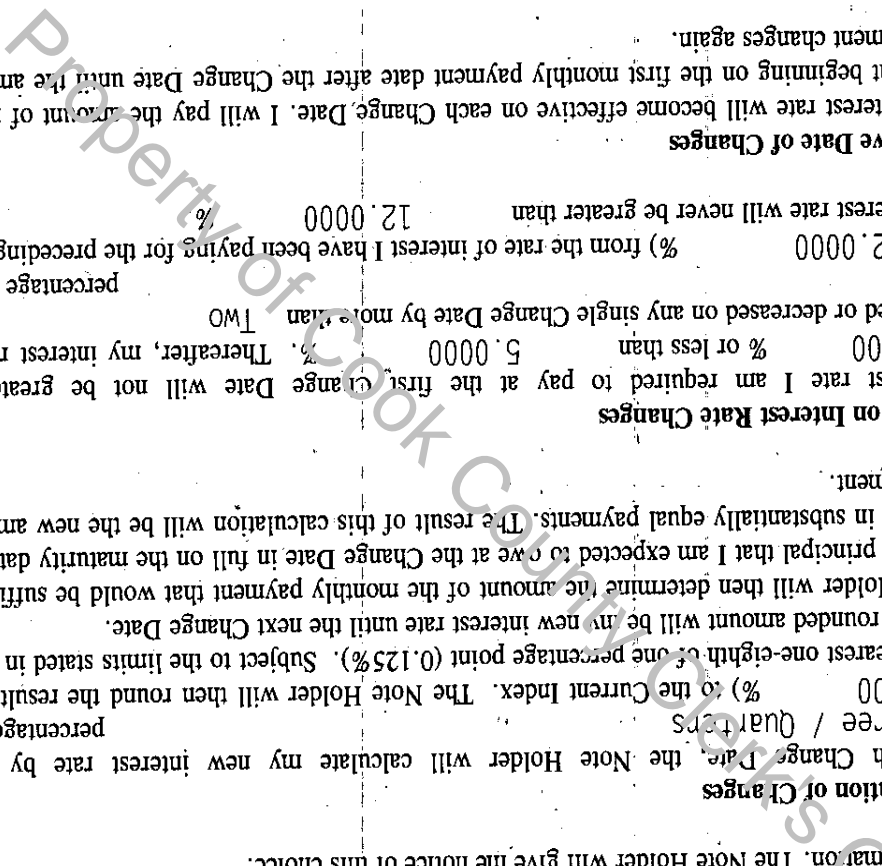 mation. The Note Holder will give me notice of this choice.
tion of Changes
h Change Date, the Note Holder will calculate my new interest rate by
ree / Quarters percentage
00 %) to the Current Index. The Note Holder will then round the result
earest one-eighth of one percentage point (0.125%). Subject to the limits stated in
rounded amount will be my new interest rate until the next Change Date.
older will then determine the amount of the monthly payment that would be suffi
principal that I am expected to owe at the Change Date in full on the maturity dat
in substantially equal payments. The result of this calculation will be the new am
ment.
on Interest Rate Changes
st rate I am required to pay at the first Change Date will not be greate
00 % or less than 5.0000 %. Thereafter, my interest r
ed or decreased on any single Change Date by more than TWO
percentage
2.0000 %) from the rate of interest I have been paying for the preceding
erest rate will never be greater than 12.0000 %
ve Date of Changes
terest rate will become effective on each Change Date. I will pay the amount of
t beginning on the first monthly payment date after the Change Date until the am
ment changes again.
Property of Cook County Clerk's O